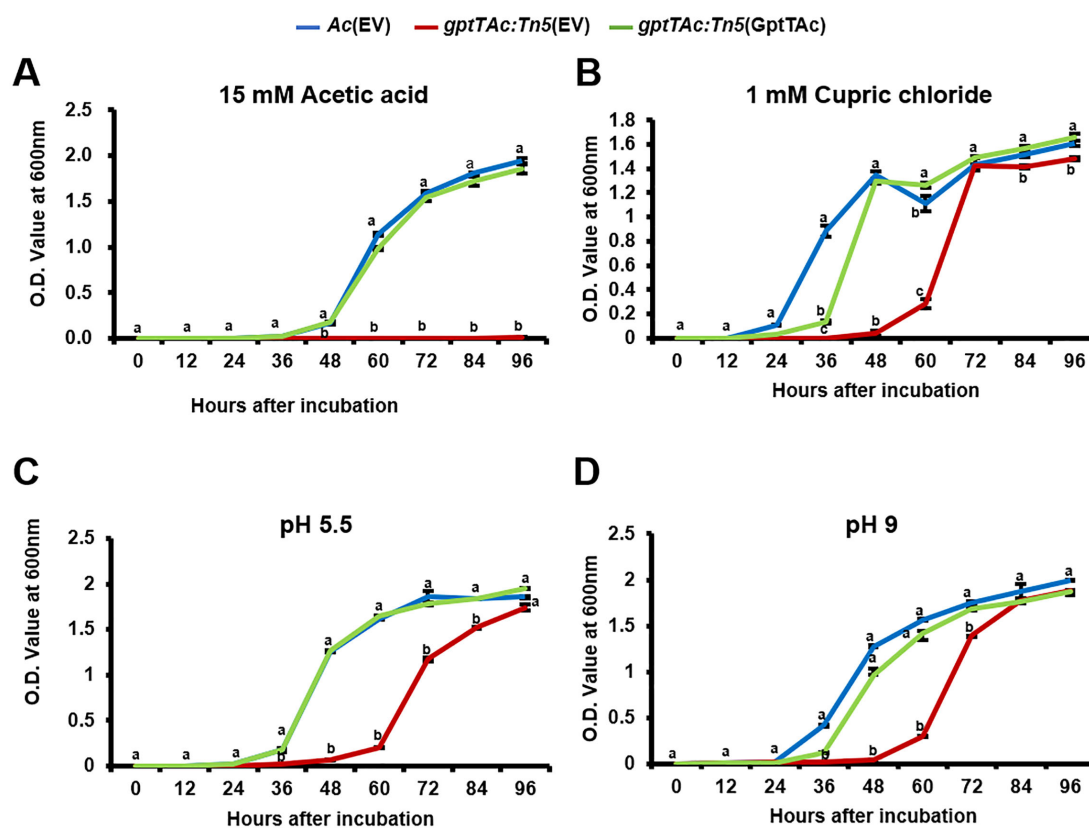 Ac(EV) gptTAc:Tn5(EV) gptTAc:Tn5(GptTAc)
A
15 mM Acetic acid
O.D. Value at 600nm
2.5
2.0
1.5
1.0
0.5
0.0
a a a a a a a a a
b b b b b
0 12 24 36 48 60 72 84 96
Hours after incubation
B
1 mM Cupric chloride
O.D. Value at 600nm
1.8
1.6
1.4
1.2
1
0.8
0.6
0.4
0.2
0
a a a a a a a a
b b b b b
c c
0 12 24 36 48 60 72 84 96
Hours after incubation
C
pH 5.5
O.D. Value at 600nm
2.5
2
1.5
1
0.5
0
a a a a a a a a a a
b b b b b
0 12 24 36 48 60 72 84 96
Hours after incubation
D
pH 9
O.D. Value at 600nm
2.5
2
1.5
1
0.5
0
a a a a a a a a a a
b b b b
0 12 24 36 48 60 72 84 96
Hours after incubation